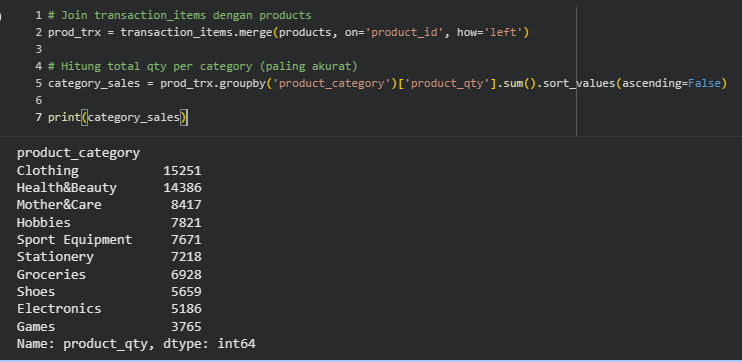 1 # Join transaction_items dengan products
2 prod_trx = transaction_items.merge(products, on='product_id', how='left')
3
4 # Hitung total qty per category (paling akurat)
5 category_sales = prod_trx.groupby('product_category')['product_qty'].sum().sort_values(ascending=False)
6
7 print(category_sales)
product_category
Clothing 15251
Health&Beauty 14386
Mother&Care 8417
Hobbies 7821
Sport Equipment 7671
Stationery 7218
Groceries 6928
Shoes 5659
Electronics 5186
Games 3765
Name: product_qty, dtype: int64